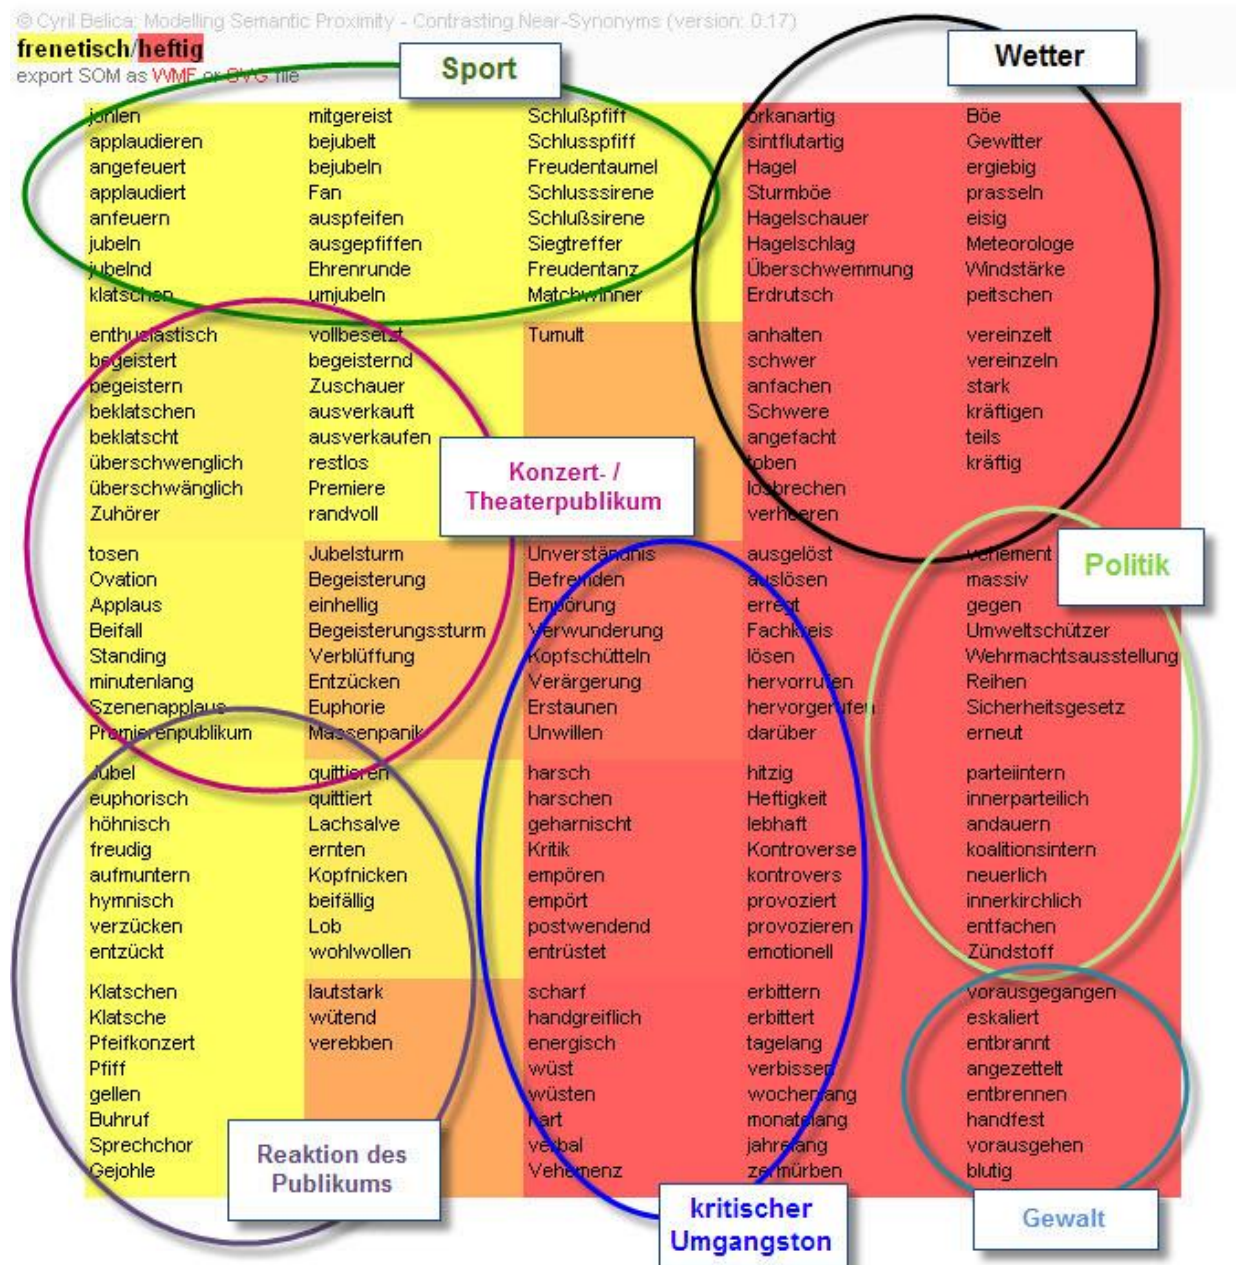 © Cyril Belica: Modelling Semantic Proximity - Contrasting Near-Synonyms (version: 0.17)
frenetisch/heftig
export SOM as WMF or SVG file
Sport
Wetter
johlen mitgereist Schlußpfiff orkanartig Böe
applaudieren bejubelt Schlusspfiff sintflutartig Gewitter
angefeuert bejubeln Freudentaumel Hagel ergiebig
applaudiert Fan Schlusssirene Sturmböe prasseln
anfeuern auspfeifen Schlußsirene Hagelschauer eisig
jubeln ausgepfiffen Siegtreffer Hagelschlag Meteorologe
jubelnd Ehrenrunde Freudentanz Überschwemmung Windstärke
klatschen umjubeln Matchwinner Erdrutsch peitschen
enthusiastisch vollbesetzt Tumult anhalten vereinzelt
begeistert begeisternd schwer vereinzeln
begeistern Zuschauer anfachen stark
beklatschen ausverkauft Schwere kräftigen
beklatscht ausverkaufen angefacht teils
überschwenglich restlos toben kräftig
überschwänglich Premiere losbrechen
Zuhörer randvoll verheeren
Konzert- /
Theaterpublikum
tosen Jubelsturm Unverständnis ausgelöst vehement
Ovation Begeisterung Befremden auslösen massiv
Applaus einhellig Empörung erregt gegen
Beifall Begeisterungssturm Verwunderung Fachkreis Umweltschützer
Standing Verblüffung Kopfschütteln lösen Wehrmachtsausstellung
minutenlang Entzücken Verärgerung hervorrufen Reihen
Szenenapplaus Euphorie Erstaunen hervorgerufen Sicherheitsgesetz
Premierenpublikum Massenpanik Unwillen darüber erneut
Politik
Jubel quittieren harsch hitzig parteiintern
euphorisch quittiert harschen Heftigkeit innerparteilich
höhnisch Lachsalve geharnischt lebhaft andauern
freudig ernten Kritik Kontroverse koalitionsintern
aufmuntern Kopfnicken empören kontrovers neuerlich
hymnisch beifällig empört provoziert innerkirchlich
verzücken Lob postwendend provozieren entfachen
entzückt wohlwollen entrüstet emotionell Zündstoff
Klatschen lautstark scharf erbittern vorausgegangen
Klatsche wütend handgreiflich erbittert eskaliert
Pfeifkonzert verebben energisch tagelang entbrannt
Pfiff wüst verbissen angezettelt
gellen wüsten wochenlang entbrennen
Buhruf hart monatelang handfest
Sprechchor verbal jahrelang vorausgehen
Gejohle Vehemenz zermürben blutig
Reaktion des
Publikums
kritischer
Umgangston
Gewalt